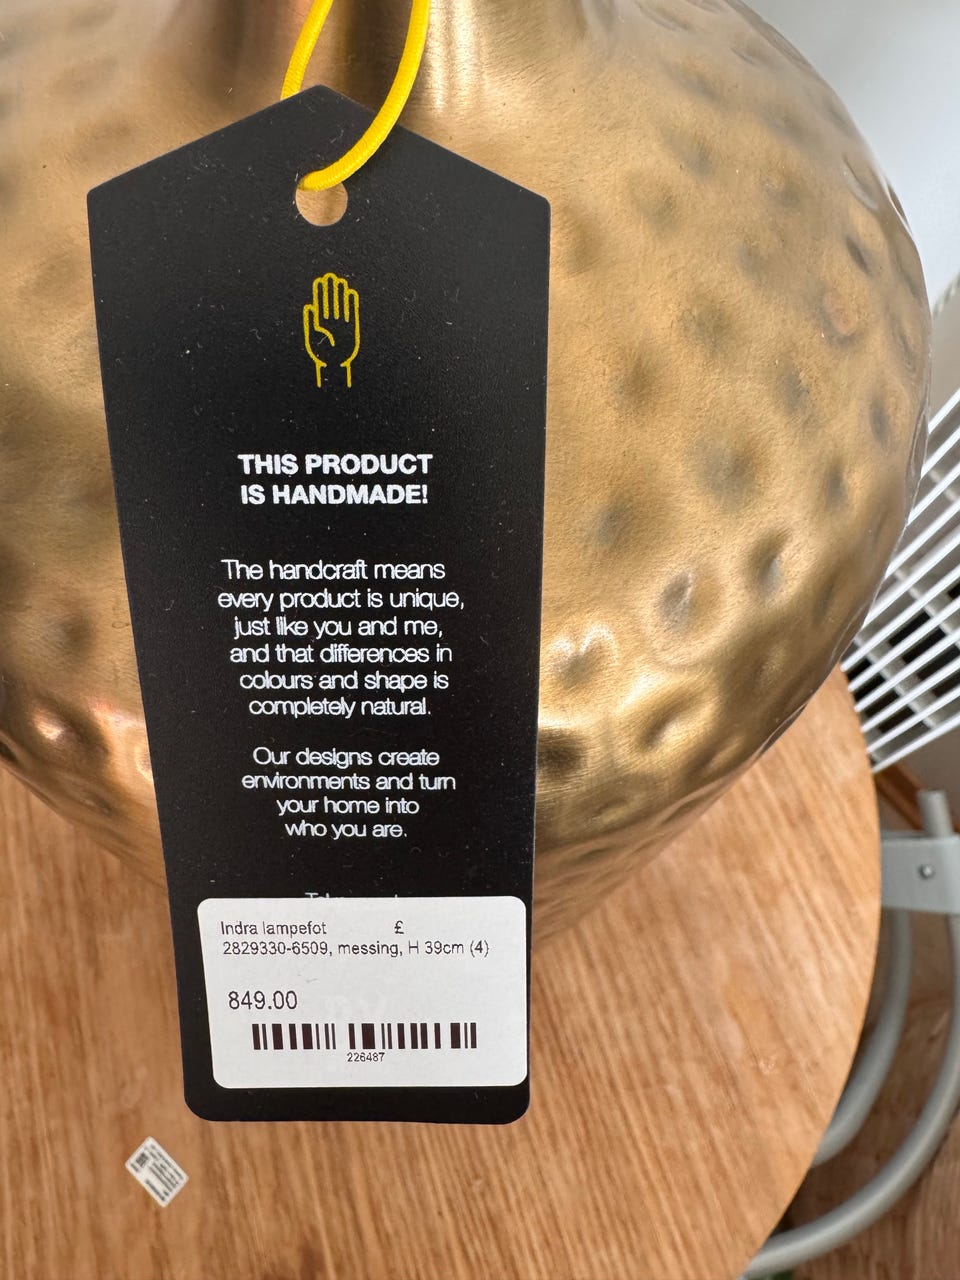 THIS PRODUCT
IS HANDMADE!
The handcraft means
every product is unique,
just like you and me,
and that differences in
colours and shape is
completely natural.
Our designs create
environments and turn
your home into
who you are.
Indra lampefot £
2829330-6509, messing, H 39cm (4)
849.00
226487